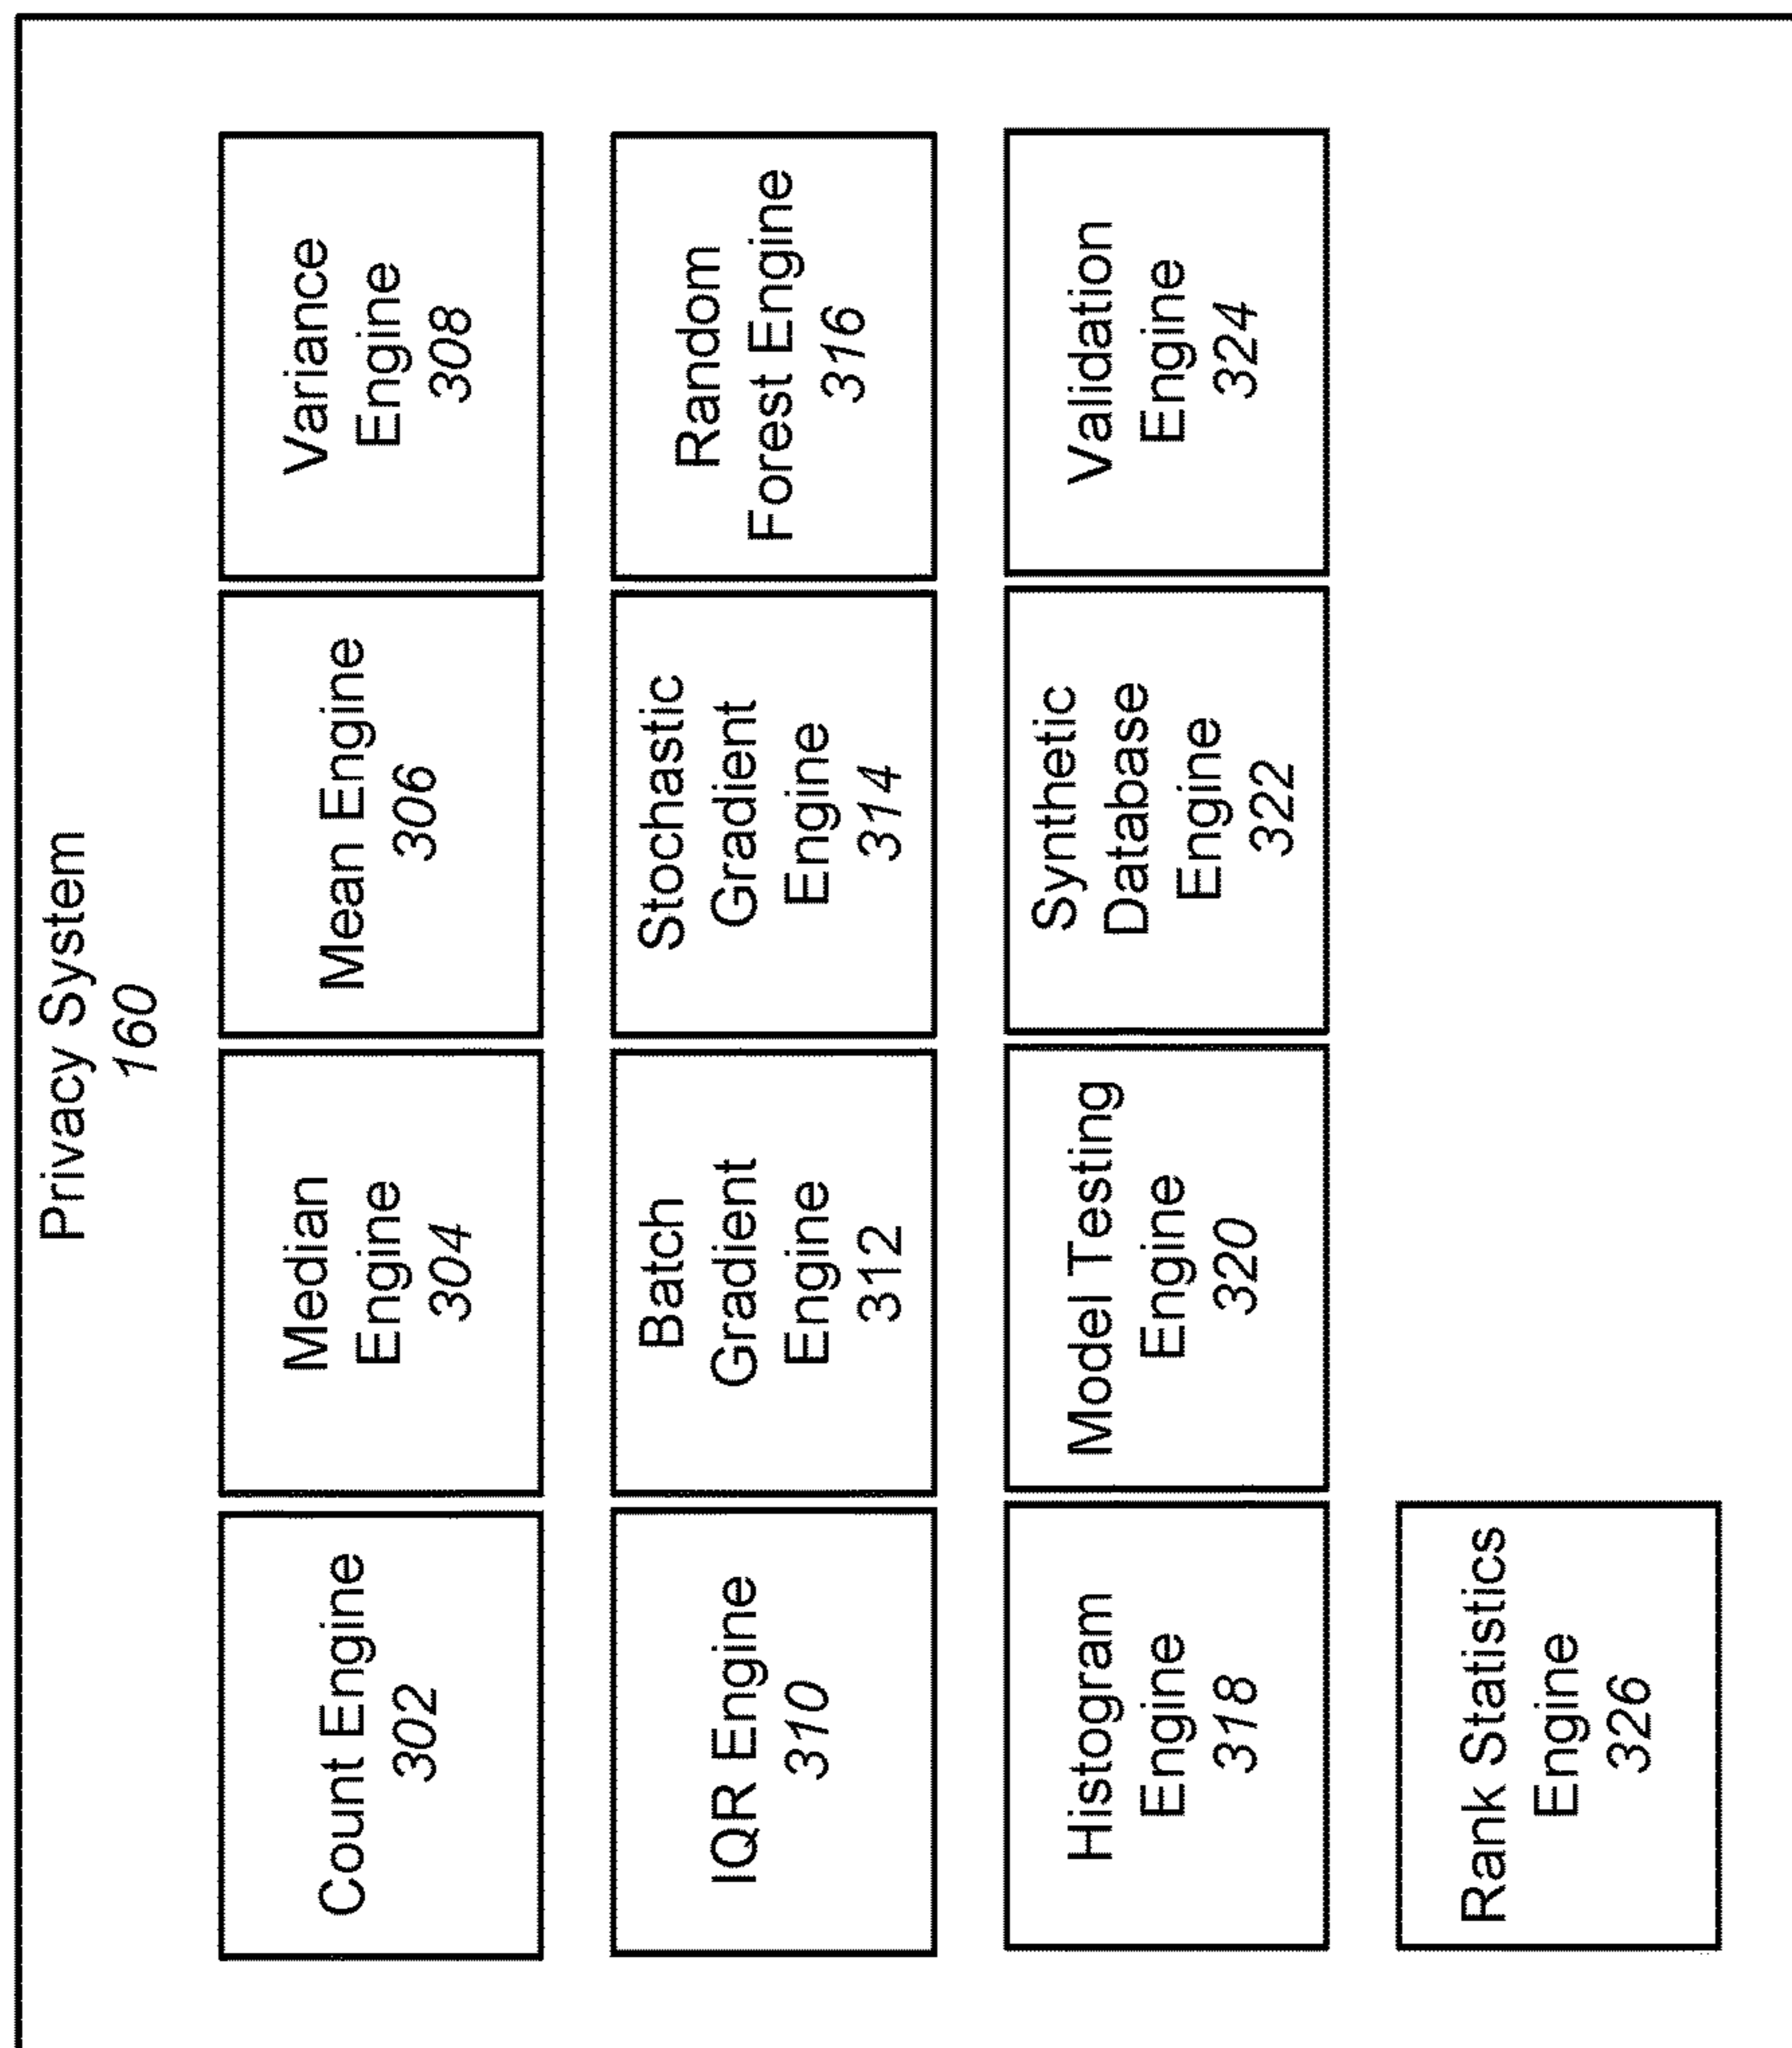 Privacy System
160
Count Engine
302
Median
Engine
304
Mean Engine
306
Variance
Engine
308
IQR Engine
310
Batch
Gradient
Engine
312
Stochastic
Gradient
Engine
314
Random
Forest Engine
316
Histogram
Engine
318
Model Testing
Engine
320
Synthetic
Database
Engine
322
Validation
Engine
324
Rank Statistics
Engine
326